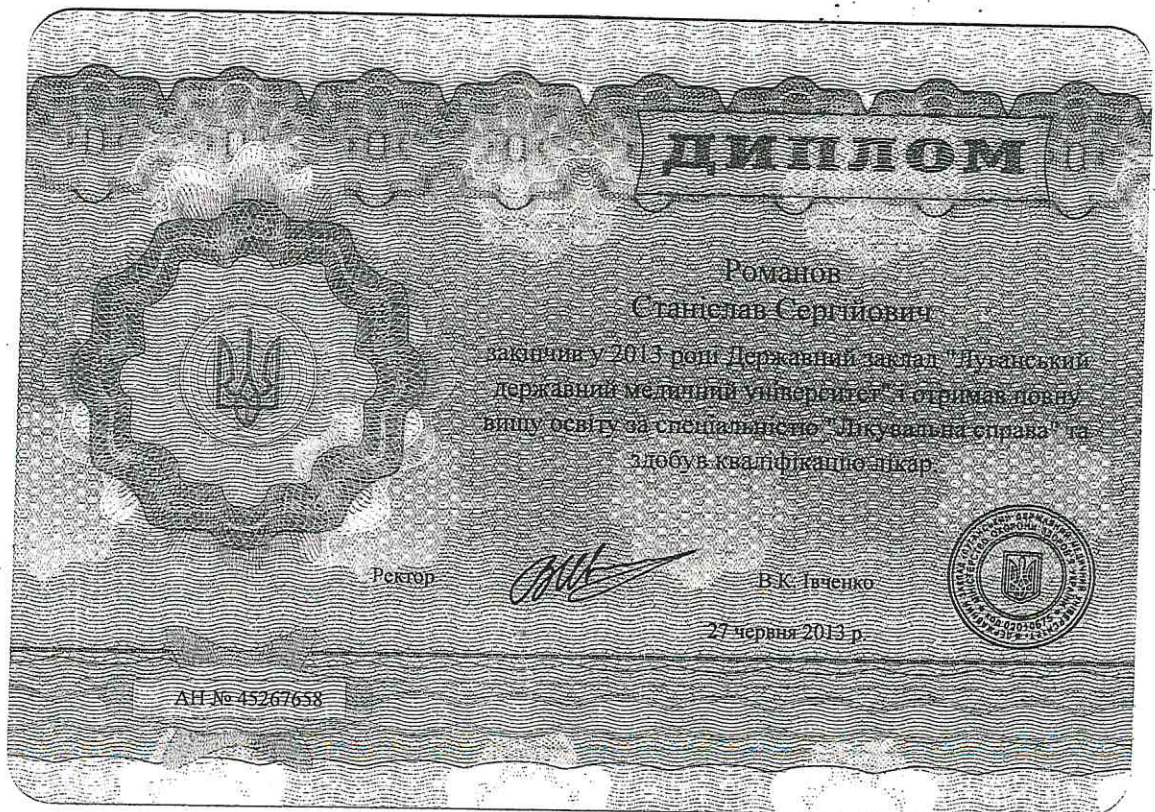 ДИПЛОМ
Романов
Станіслав Сергійович
закінчив у 2013 році Державний заклад "Луганський
державний медичний університет" і отримав повну
вищу освіту за спеціальністю "Лікувальна справа" та
здобув кваліфікацію лікар
Ректор В.К. Івченко
27 червня 2013 р.
АН № 45267658